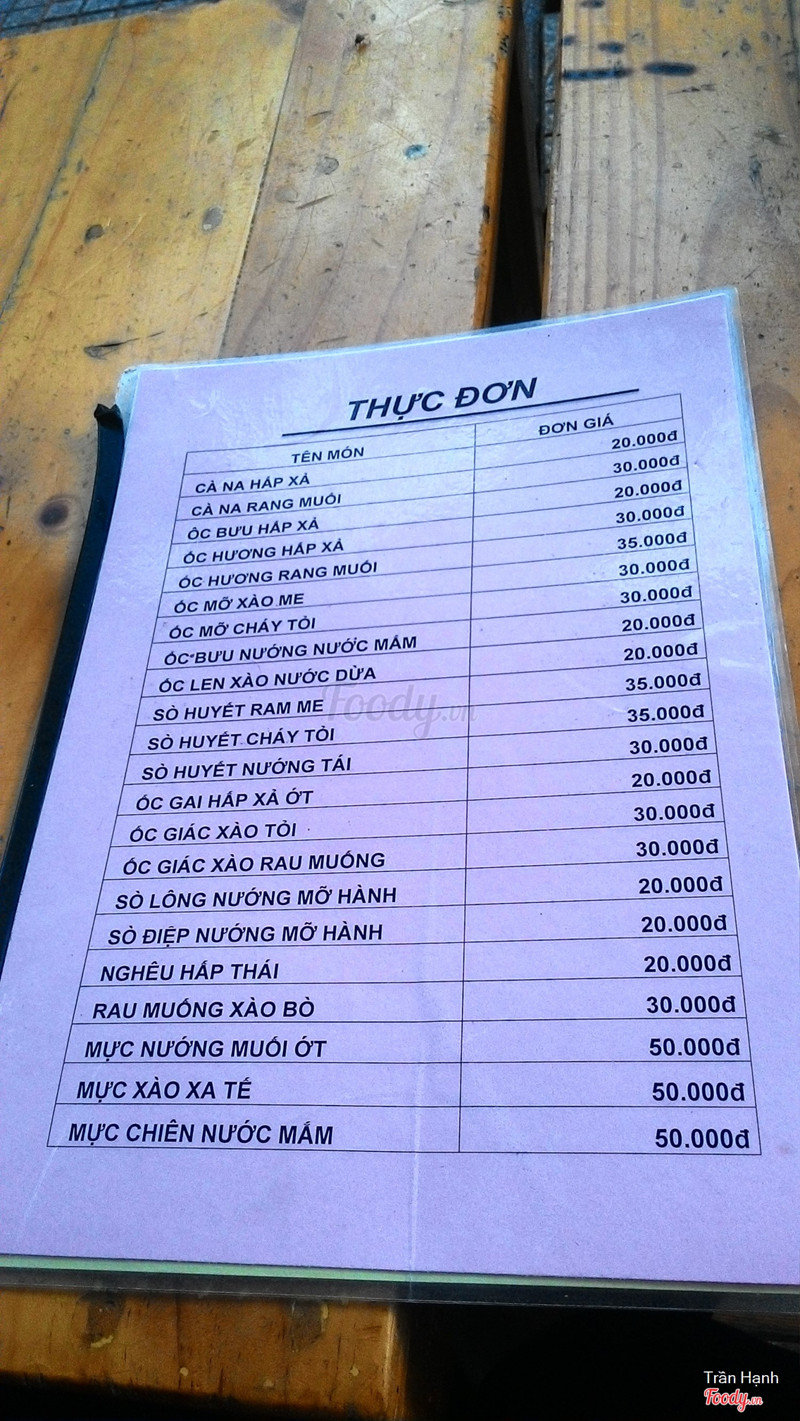 THỰC ĐƠN
TÊN MÓN ĐƠN GIÁ
CÀ NA HẤP XẢ 20.000đ
CÀ NA RANG MUỐI 30.000đ
ỐC BƯU HẤP XẢ 20.000đ
ỐC HƯƠNG HẤP XẢ 30.000đ
ỐC HƯƠNG RANG MUỐI 35.000đ
ỐC MỠ XÀO ME 30.000đ
ỐC MỠ CHÁY TỎI 30.000đ
ỐC BƯU NƯỚNG NƯỚC MẮM 20.000đ
ỐC LEN XÀO NƯỚC DỪA 20.000đ
SÒ HUYẾT RAM ME 35.000đ
SÒ HUYẾT CHÁY TỎI 35.000đ
SÒ HUYẾT NƯỚNG TÁI 30.000đ
ỐC GAI HẤP XẢ ỚT 20.000đ
ỐC GIÁC XÀO TỎI 30.000đ
ỐC GIÁC XÀO RAU MUỐNG 30.000đ
SÒ LÔNG NƯỚNG MỠ HÀNH 20.000đ
SÒ ĐIỆP NƯỚNG MỠ HÀNH 20.000đ
NGHÊU HẤP THÁI 20.000đ
RAU MUỐNG XÀO BÒ 30.000đ
MỰC NƯỚNG MUỐI ỚT 50.000đ
MỰC XÀO XA TẾ 50.000đ
MỰC CHIÊN NƯỚC MẮM 50.000đ
Foody.vn
Trần Hạnh
Foody.vn